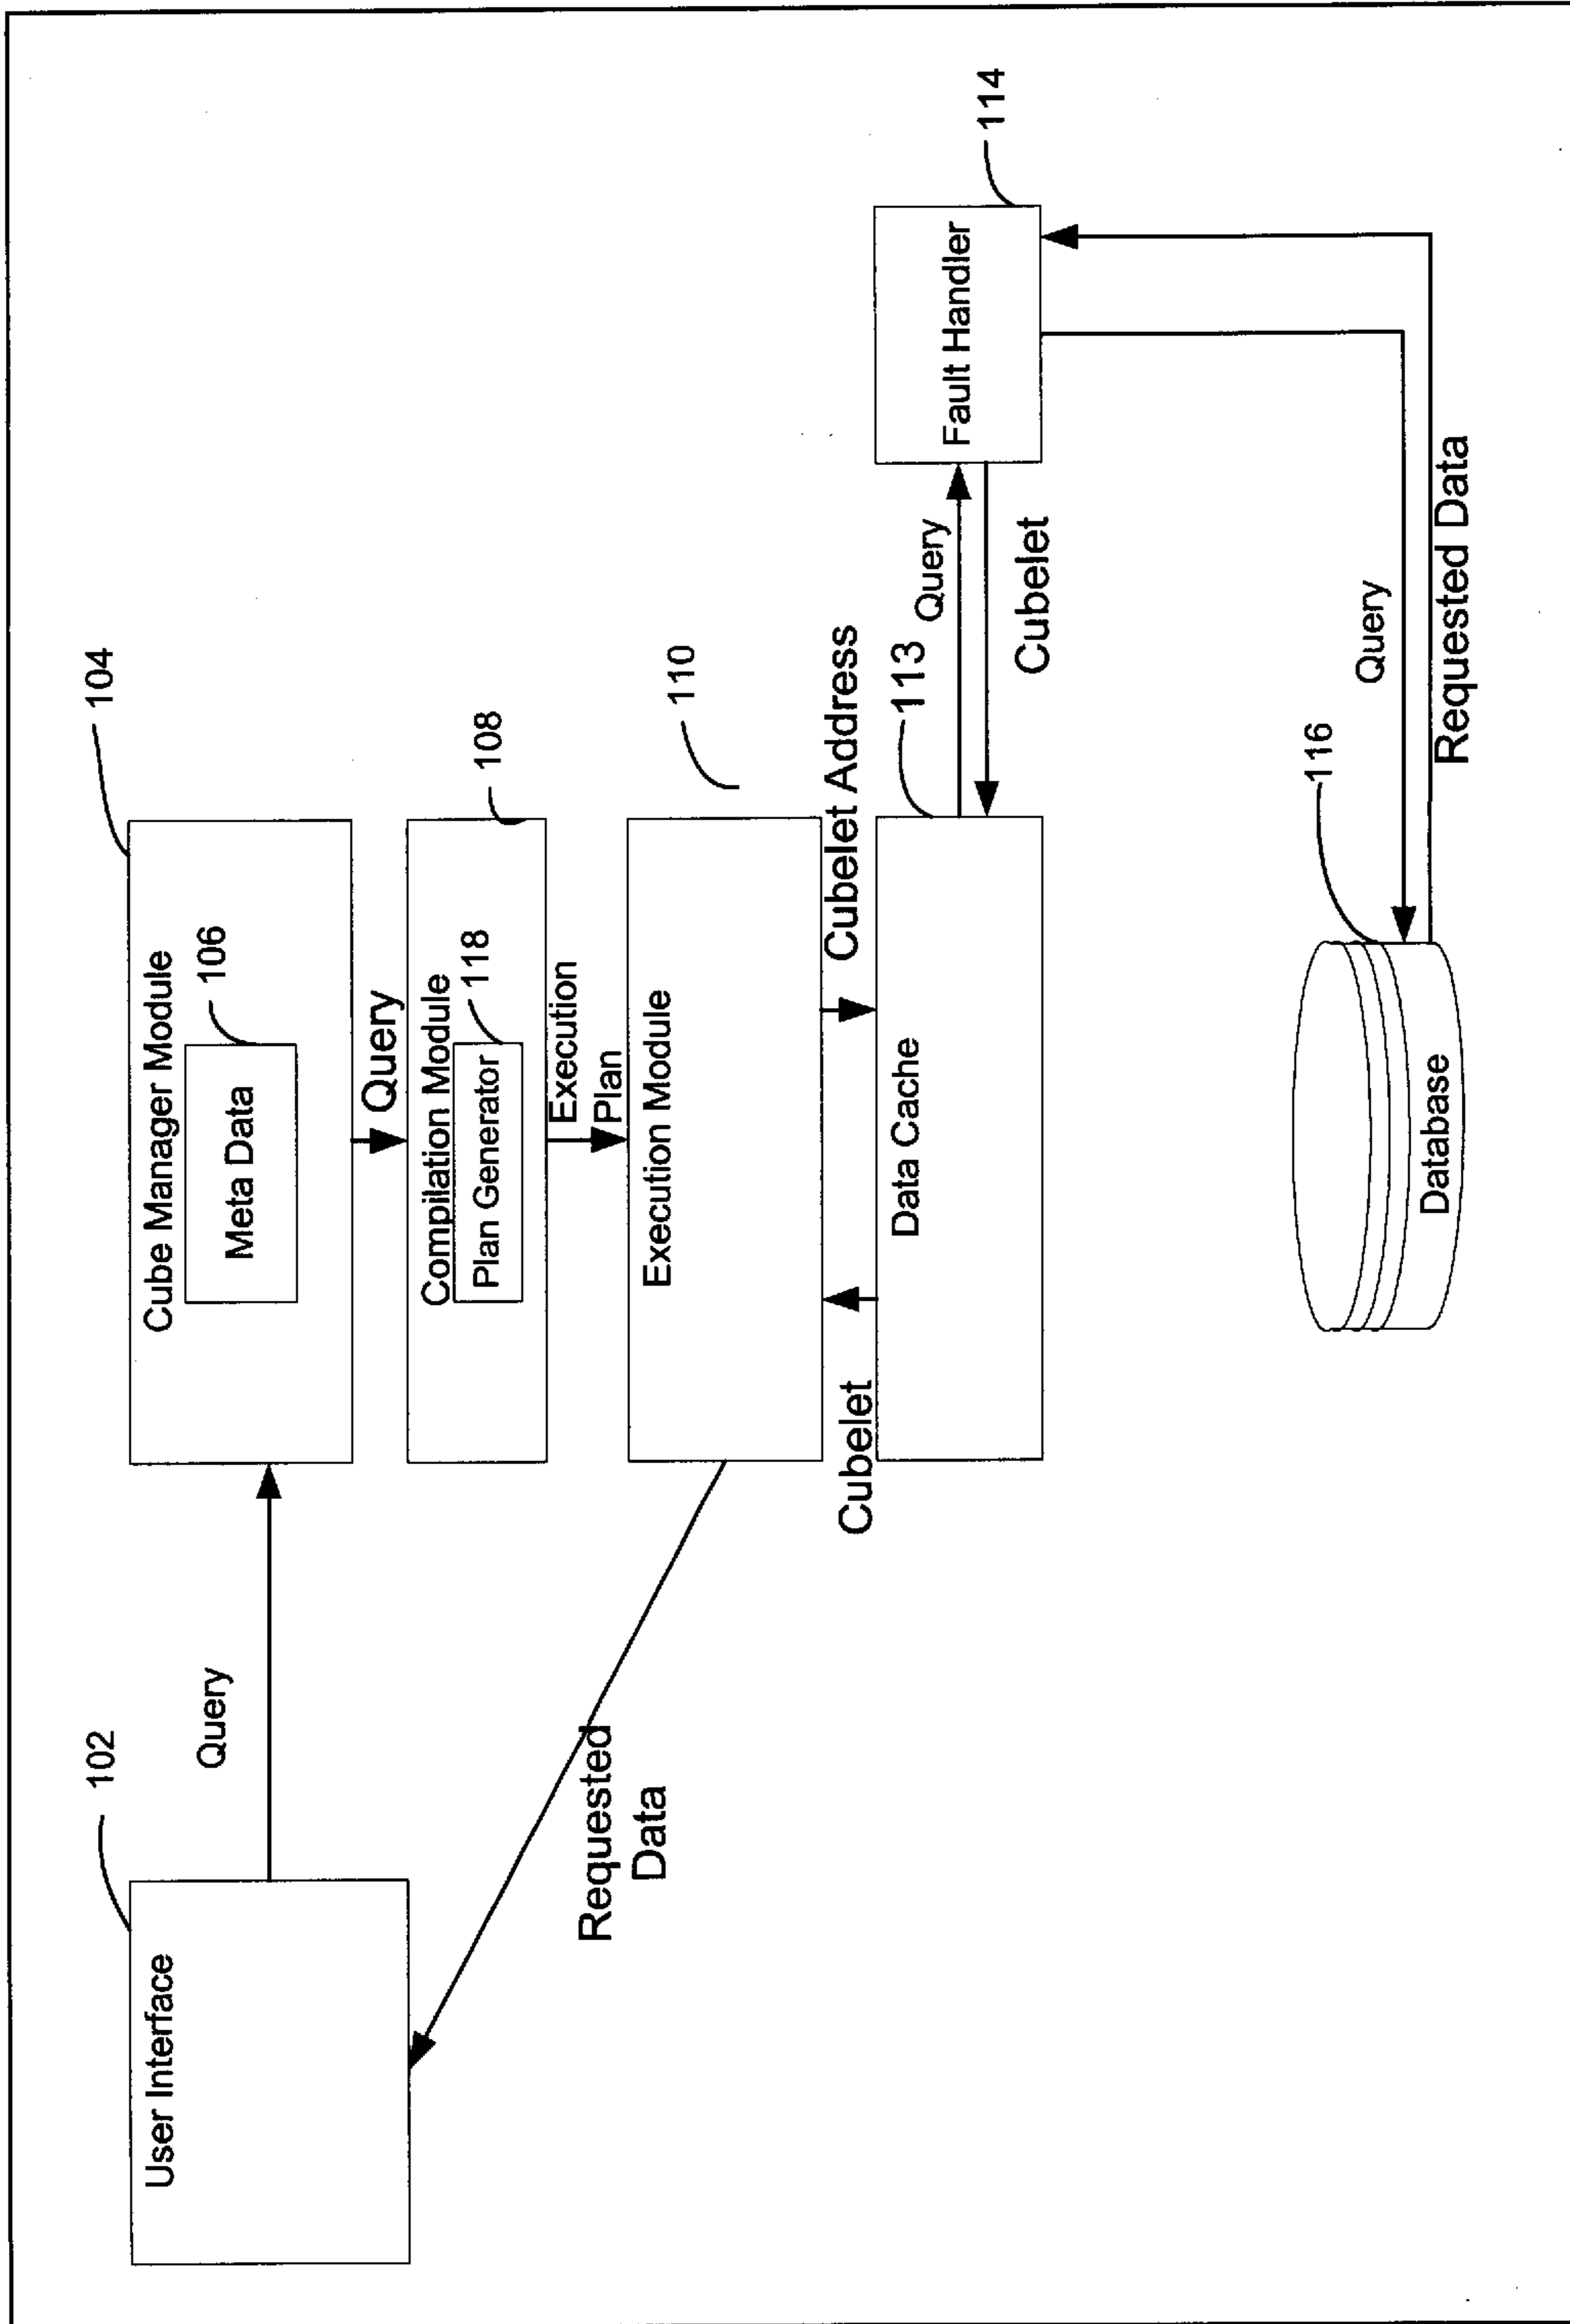 102
User Interface
Query
104
Cube Manager Module
106
Meta Data
Query
108
Compilation Module
118
Plan Generator
Execution
Plan
110
Execution Module
Requested
Data
Cubelet Address
Cubelet
113
Data Cache
Query
Cubelet
114
Fault Handler
116
Database
Query
Requested Data